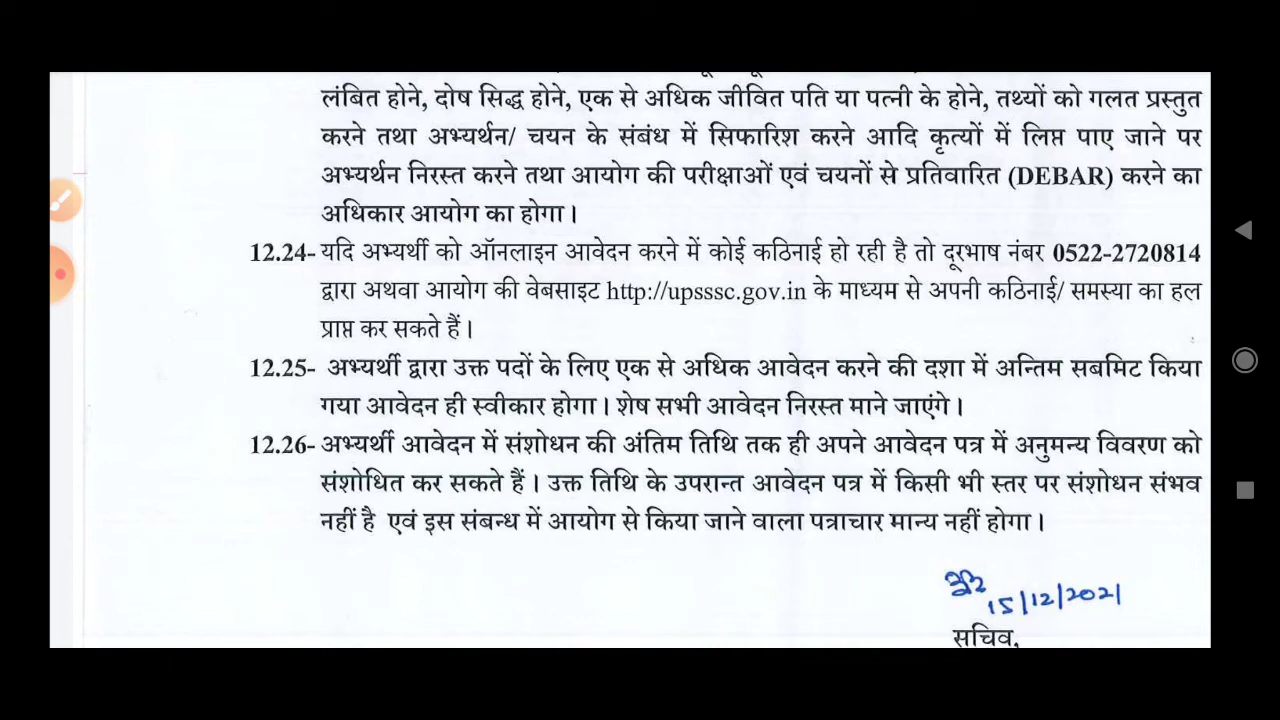 लंबित होने, दोष सिद्ध होने, एक से अधिक जीवित पति या पत्नी के होने, तथ्यों को गलत प्रस्तुत
करने तथा अभ्यर्थन/ चयन के संबंध में सिफारिश करने आदि कृत्यों में लिप्त पाए जाने पर
अभ्यर्थन निरस्त करने तथा आयोग की परीक्षाओं एवं चयनों से प्रतिवारित (DEBAR) करने का
अधिकार आयोग का होगा।
12.24- यदि अभ्यर्थी को ऑनलाइन आवेदन करने में कोई कठिनाई हो रही है तो दूरभाष नंबर 0522-2720814
द्वारा अथवा आयोग की वेबसाइट http://upsssc.gov.in के माध्यम से अपनी कठिनाई/ समस्या का हल
प्राप्त कर सकते हैं।
12.25- अभ्यर्थी द्वारा उक्त पदों के लिए एक से अधिक आवेदन करने की दशा में अन्तिम सबमिट किया
गया आवेदन ही स्वीकार होगा। शेष सभी आवेदन निरस्त माने जाएंगे।
12.26- अभ्यर्थी आवेदन में संशोधन की अंतिम तिथि तक ही अपने आवेदन पत्र में अनुमन्य विवरण को
संशोधित कर सकते हैं। उक्त तिथि के उपरान्त आवेदन पत्र में किसी भी स्तर पर संशोधन संभव
नहीं है एवं इस संबन्ध में आयोग से किया जाने वाला पत्राचार मान्य नहीं होगा।
15/12/2021
सचिव,